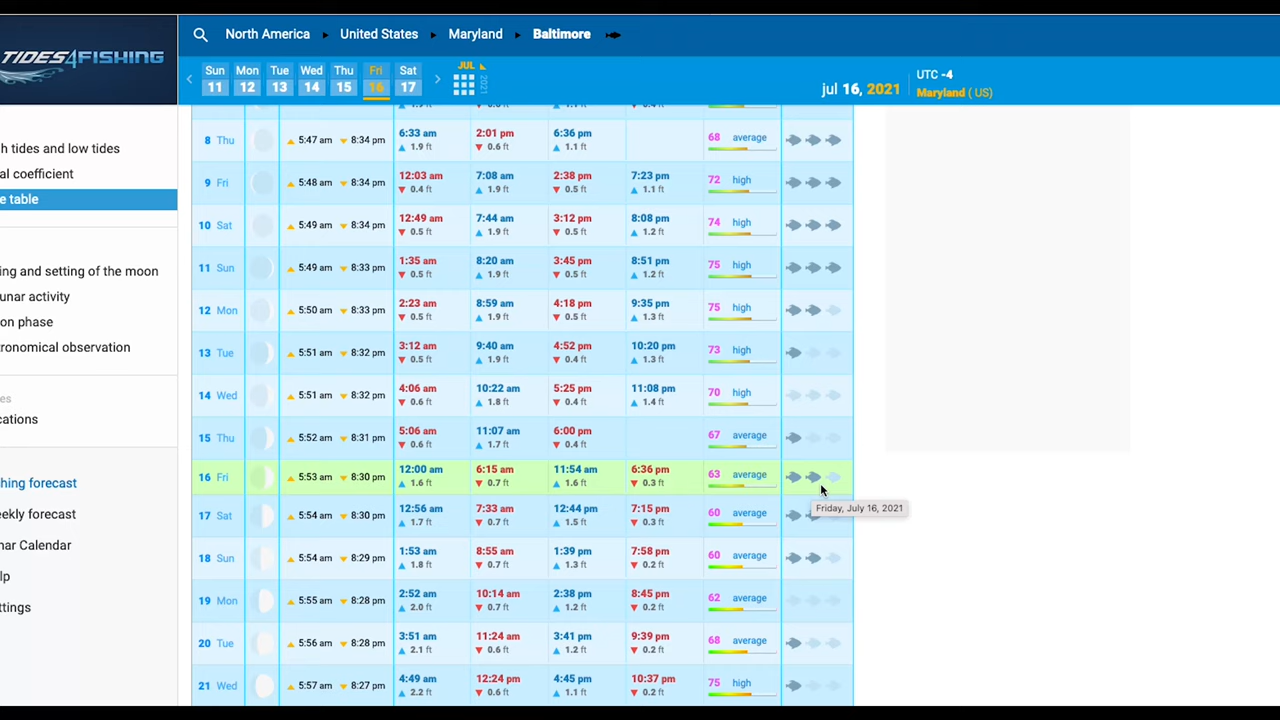 TIDES4FISHING
North America United States Maryland Baltimore
Sun Mon Tue Wed Thu Fri Sat
11 12 13 14 15 16 17
JUL
2021
jul 16, 2021
UTC -4
Maryland ( US)
h tides and low tides
al coefficient
e table
ing and setting of the moon
unar activity
on phase
ronomical observation
es
cations
hing forecast
ekly forecast
nar Calendar
lp
ttings
8 Thu 5:47 am 8:34 pm 6:33 am 2:01 pm 6:36 pm 68 average
1.9 ft 0.6 ft 1.1 ft
9 Fri 5:48 am 8:34 pm 12:03 am 7:08 am 2:38 pm 7:23 pm 72 high
0.4 ft 1.9 ft 0.5 ft 1.1 ft
10 Sat 5:49 am 8:34 pm 12:49 am 7:44 am 3:12 pm 8:08 pm 74 high
0.5 ft 1.9 ft 0.5 ft 1.2 ft
11 Sun 5:49 am 8:33 pm 1:35 am 8:20 am 3:45 pm 8:51 pm 75 high
0.5 ft 1.9 ft 0.5 ft 1.2 ft
12 Mon 5:50 am 8:33 pm 2:23 am 8:59 am 4:18 pm 9:35 pm 75 high
0.5 ft 1.9 ft 0.5 ft 1.3 ft
13 Tue 5:51 am 8:32 pm 3:12 am 9:40 am 4:52 pm 10:20 pm 73 high
0.5 ft 1.9 ft 0.4 ft 1.3 ft
14 Wed 5:51 am 8:32 pm 4:06 am 10:22 am 5:25 pm 11:08 pm 70 high
0.6 ft 1.8 ft 0.4 ft 1.4 ft
15 Thu 5:52 am 8:31 pm 5:06 am 11:07 am 6:00 pm 67 average
0.6 ft 1.7 ft 0.4 ft
16 Fri 5:53 am 8:30 pm 12:00 am 6:15 am 11:54 am 6:36 pm 63 average
1.6 ft 0.7 ft 1.6 ft 0.3 ft
Friday, July 16, 2021
17 Sat 5:54 am 8:30 pm 12:56 am 7:33 am 12:44 pm 7:15 pm 60 average
1.7 ft 0.7 ft 1.5 ft 0.3 ft
18 Sun 5:54 am 8:29 pm 1:53 am 8:55 am 1:39 pm 7:58 pm 60 average
1.8 ft 0.7 ft 1.3 ft 0.2 ft
19 Mon 5:55 am 8:28 pm 2:52 am 10:14 am 2:38 pm 8:45 pm 62 average
2.0 ft 0.7 ft 1.2 ft 0.2 ft
20 Tue 5:56 am 8:28 pm 3:51 am 11:24 am 3:41 pm 9:39 pm 68 average
2.1 ft 0.6 ft 1.2 ft 0.2 ft
21 Wed 5:57 am 8:27 pm 4:49 am 12:24 pm 4:45 pm 10:37 pm 75 high
2.2 ft 0.6 ft 1.1 ft 0.2 ft